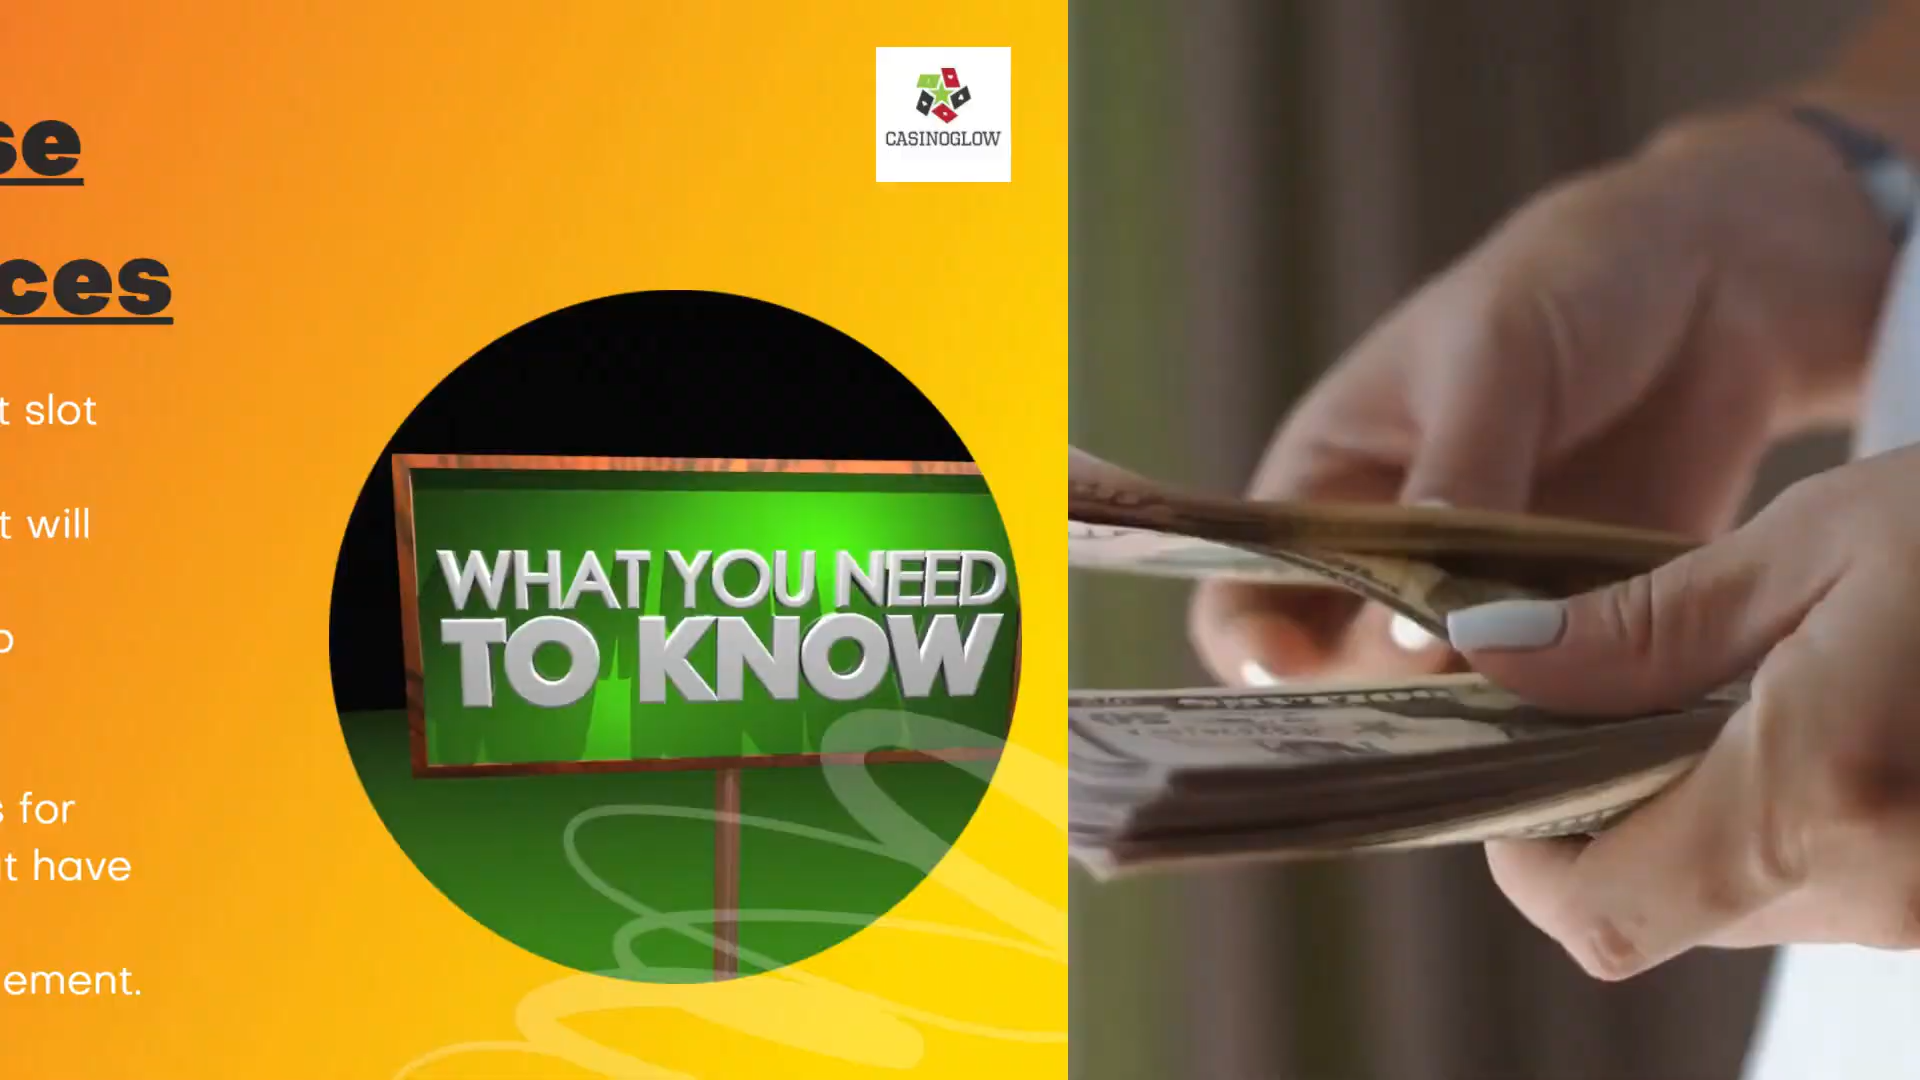 se
ces
t slot
t will
o
s for
t have
ement.
CASINOGLOW
WHAT YOU NEED
TO KNOW